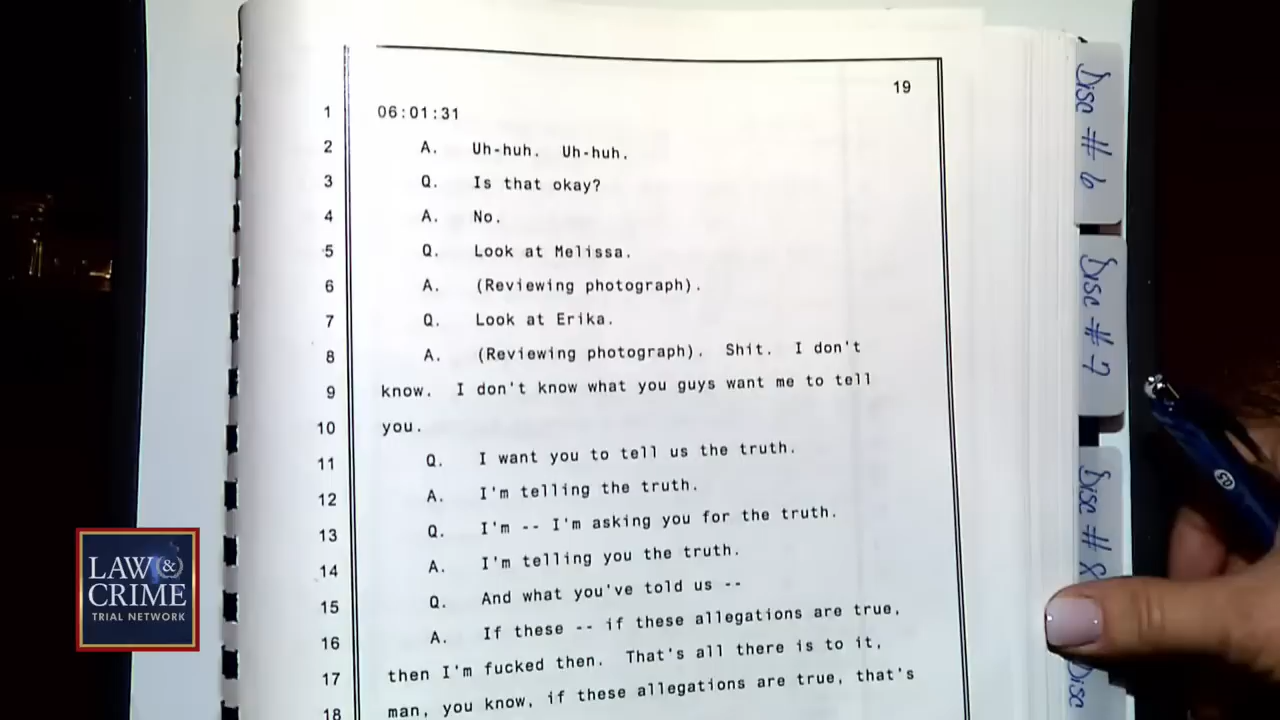 19
1 06:01:31
2 A. Uh-huh. Uh-huh.
3 Q. Is that okay?
4 A. No.
5 Q. Look at Melissa.
6 A. (Reviewing photograph).
7 Q. Look at Erika.
8 A. (Reviewing photograph). Shit. I don't
9 know. I don't know what you guys want me to tell
10 you.
11 Q. I want you to tell us the truth.
12 A. I'm telling the truth.
13 Q. I'm -- I'm asking you for the truth.
14 A. I'm telling you the truth.
15 Q. And what you've told us --
16 A. If these -- if these allegations are true,
17 then I'm fucked then. That's all there is to it,
18 man, you know, if these allegations are true, that's
Disc # 6
Disc # 7
Disc # 8
Disc
LAW &
CRIME
TRIAL NETWORK